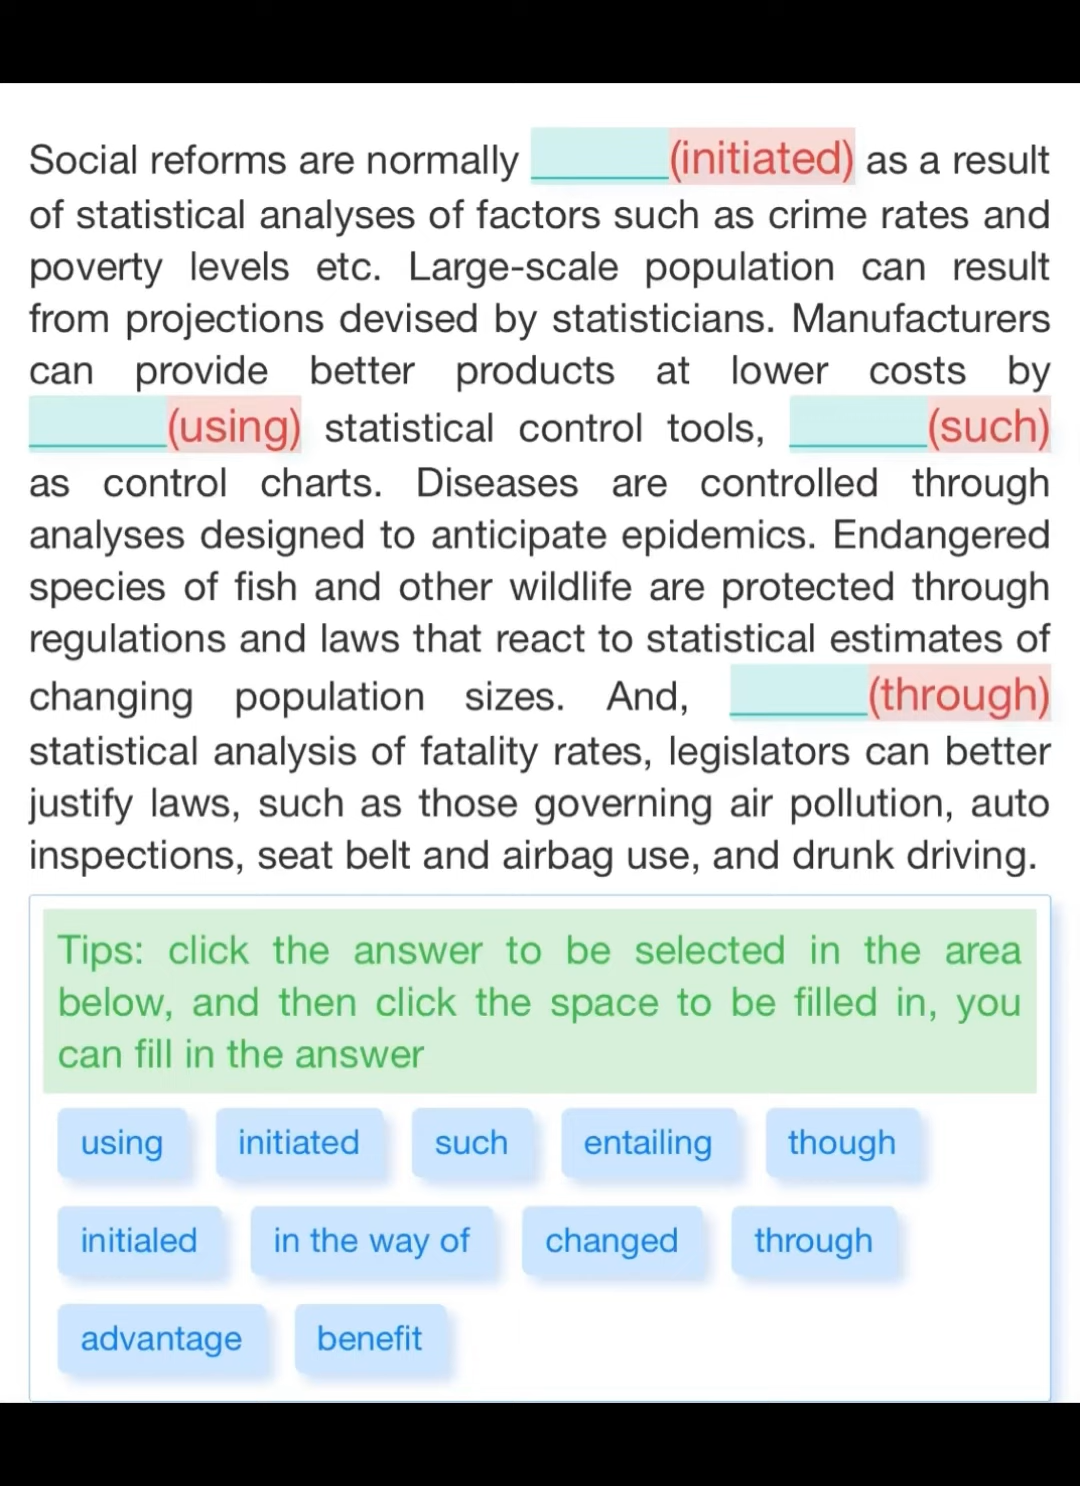 Social reforms are normally ______(initiated) as a result
of statistical analyses of factors such as crime rates and
poverty levels etc. Large-scale population can result
from projections devised by statisticians. Manufacturers
can provide better products at lower costs by
______(using) statistical control tools, ______(such)
as control charts. Diseases are controlled through
analyses designed to anticipate epidemics. Endangered
species of fish and other wildlife are protected through
regulations and laws that react to statistical estimates of
changing population sizes. And, ______(through)
statistical analysis of fatality rates, legislators can better
justify laws, such as those governing air pollution, auto
inspections, seat belt and airbag use, and drunk driving.
Tips: click the answer to be selected in the area
below, and then click the space to be filled in, you
can fill in the answer
using initiated such entailing though
initialed in the way of changed through
advantage benefit